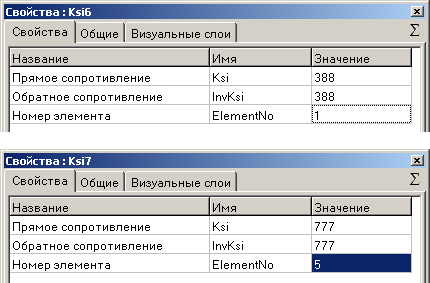 Свойства : Ksi6
Свойства Общие Визуальные слои Σ
Название Имя Значение
Прямое сопротивление Ksi 388
Обратное сопротивление InvKsi 388
Номер элемента ElementNo 1
Свойства : Ksi7
Свойства Общие Визуальные слои Σ
Название Имя Значение
Прямое сопротивление Ksi 777
Обратное сопротивление InvKsi 777
Номер элемента ElementNo 5